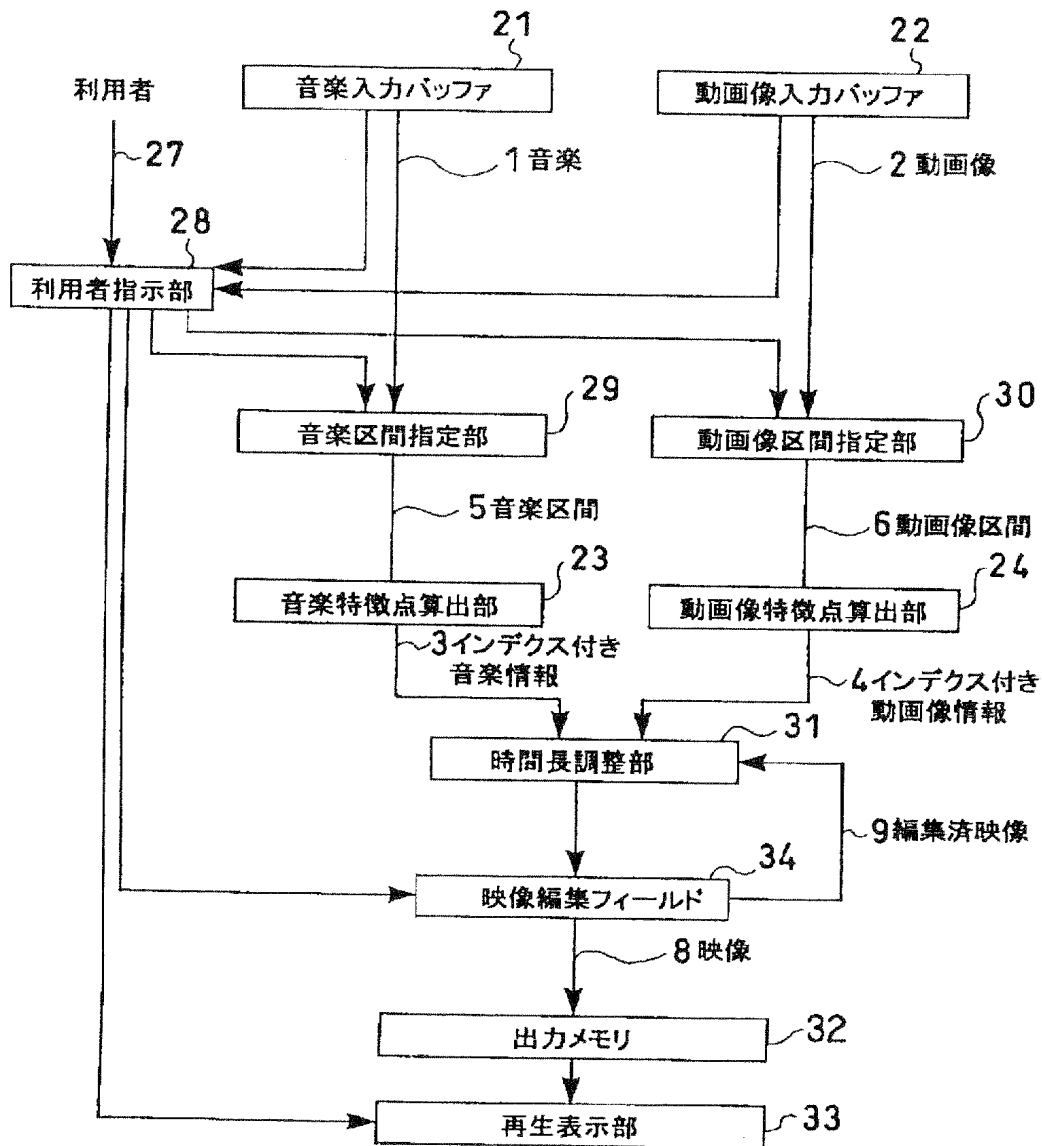 21
22
利用者
音楽入力バッファ
動画像入力バッファ
27
1 音楽
2 動画像
28
利用者指示部
29
30
音楽区間指定部
動画像区間指定部
5 音楽区間
6 動画像区間
23
24
音楽特徴点算出部
動画像特徴点算出部
3 インデクス付き
音楽情報
4 インデクス付き
動画像情報
31
時間長調整部
9 編集済映像
34
映像編集フィールド
8 映像
出力メモリ
32
再生表示部
33